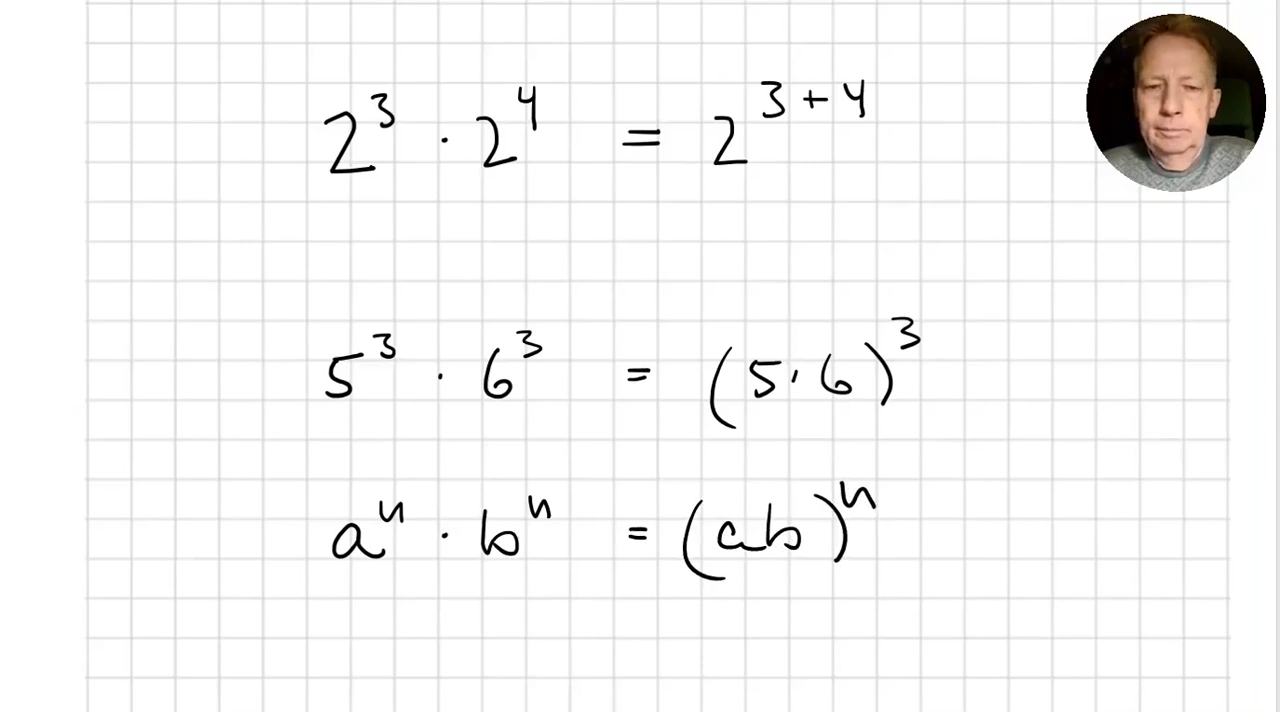 2³ · 2⁴ = 2³⁺⁴
5³ · 6³ = (5·6)³
aⁿ · bⁿ = (ab)ⁿ